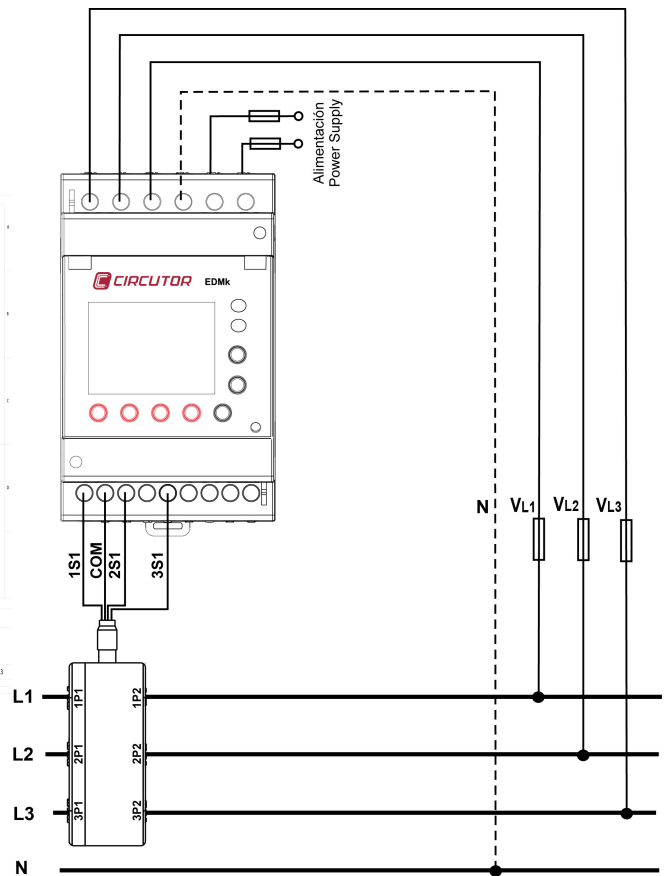 Alimentación
Power Supply
CIRCUTOR EDMk
N VL1 VL2 VL3
1S1
COM
2S1
3S1
L1 1P1 1P2
L2 2P1 2P2
L3 3P1 3P2
N
3